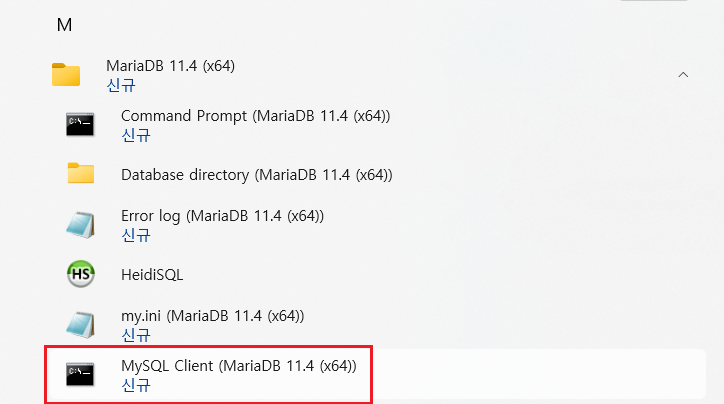 M
MariaDB 11.4 (x64)
신규
Command Prompt (MariaDB 11.4 (x64))
신규
Database directory (MariaDB 11.4 (x64))
Error log (MariaDB 11.4 (x64))
신규
HS
HeidiSQL
my.ini (MariaDB 11.4 (x64))
신규
MySQL Client (MariaDB 11.4 (x64))
신규